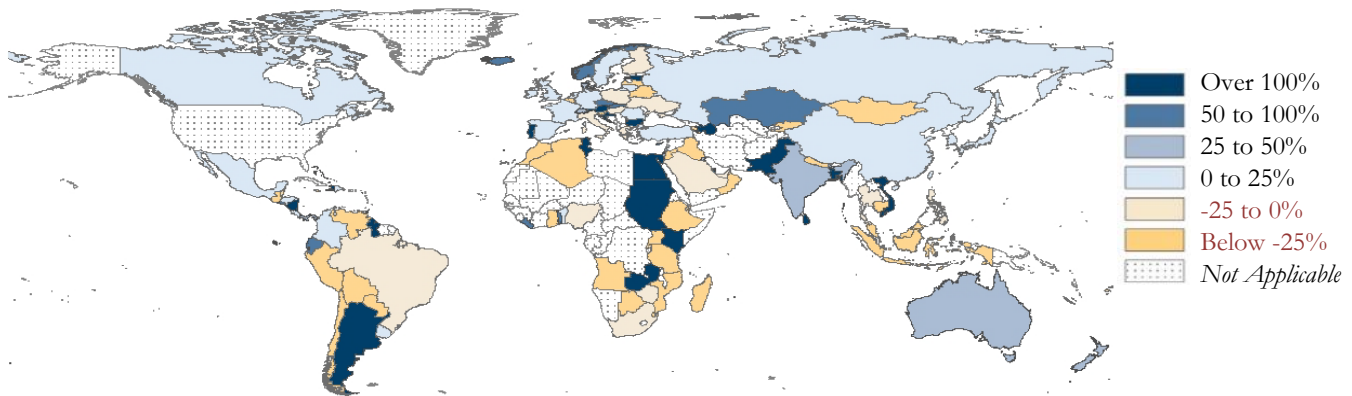 Over 100%
50 to 100%
25 to 50%
0 to 25%
-25 to 0%
Below -25%
Not Applicable